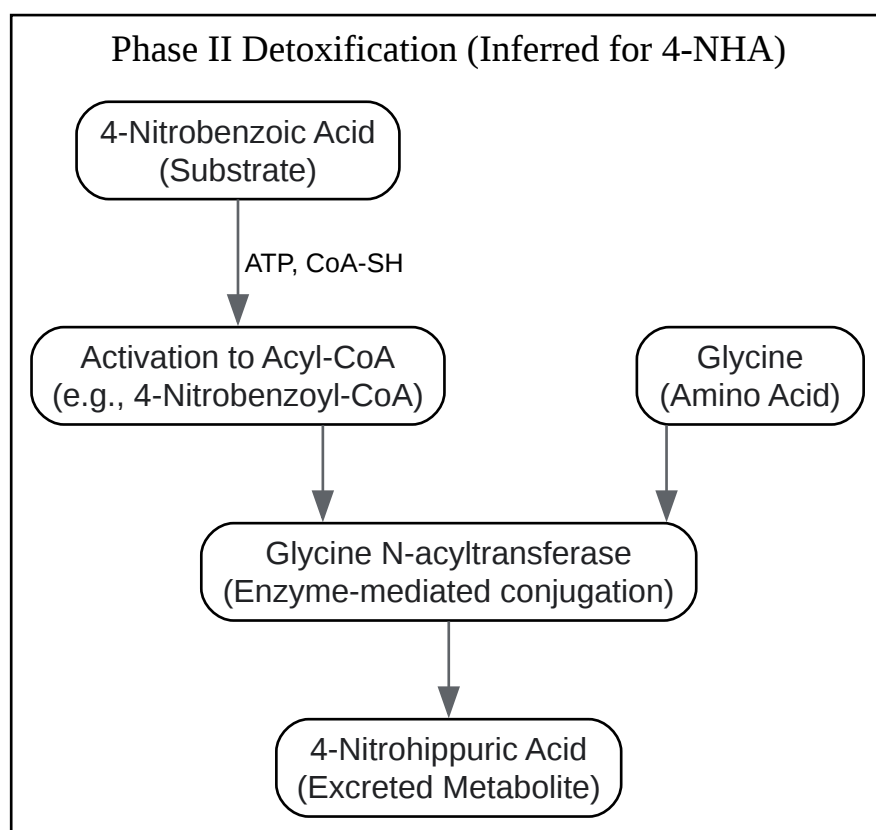 Phase II Detoxification (Inferred for 4-NHA)
4-Nitrobenzoic Acid
(Substrate)
ATP, CoA-SH
Activation to Acyl-CoA
(e.g., 4-Nitrobenzoyl-CoA)
Glycine
(Amino Acid)
Glycine N-acyltransferase
(Enzyme-mediated conjugation)
4-Nitrohippuric Acid
(Excreted Metabolite)